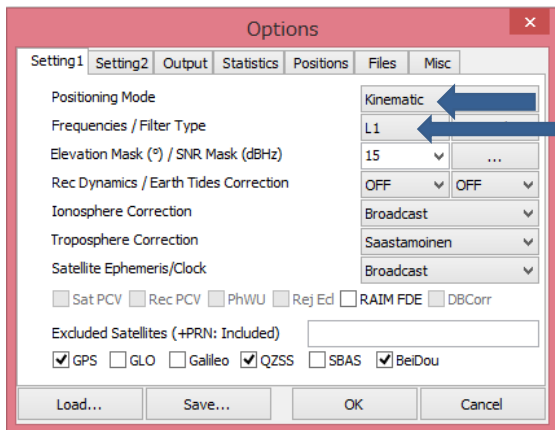 Options
Setting1 Setting2 Output Statistics Positions Files Misc
Positioning Mode Kinematic
Frequencies / Filter Type L1
Elevation Mask (°) / SNR Mask (dBHz) 15 ...
Rec Dynamics / Earth Tides Correction OFF OFF
Ionosphere Correction Broadcast
Troposphere Correction Saastamoinen
Satellite Ephemeris/Clock Broadcast
Sat PCV Rec PCV PhWU Rej Ecl RAIM FDE DBCorr
Excluded Satellites (+PRN: Included)
GPS GLO Galileo QZSS SBAS BeiDou
Load... Save... OK Cancel